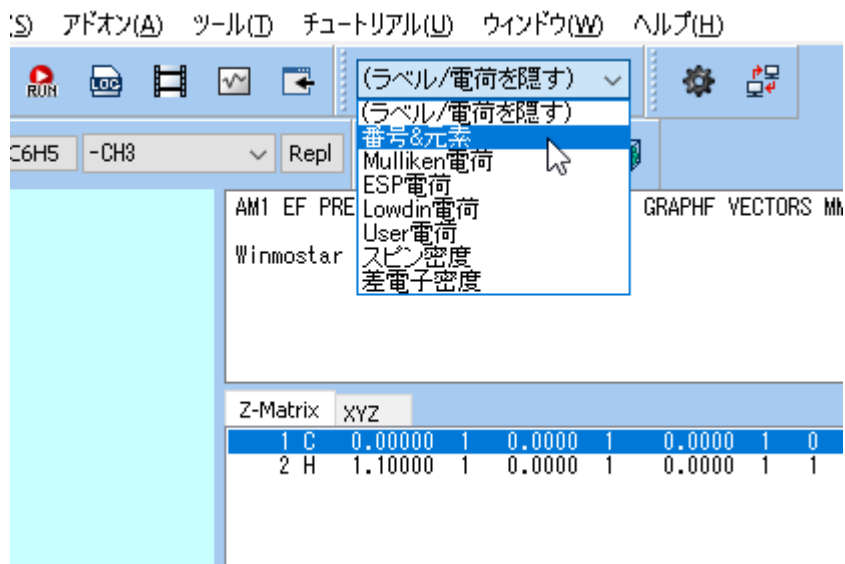 (S) アドオン(A) ツール(T) チュートリアル(U) ウィンドウ(W) ヘルプ(H)
RUN LOG (ラベル/電荷を隠す)
(ラベル/電荷を隠す)
番号&元素
Mulliken電荷
ESP電荷
Lowdin電荷
User電荷
スピン密度
差電子密度
C6H5 -CH3 Repl
AM1 EF PRE GRAPHF VECTORS MM
Winmostar
Z-Matrix XYZ
1 C 0.00000 1 0.0000 1 0.0000 1 0
2 H 1.10000 1 0.0000 1 0.0000 1 1